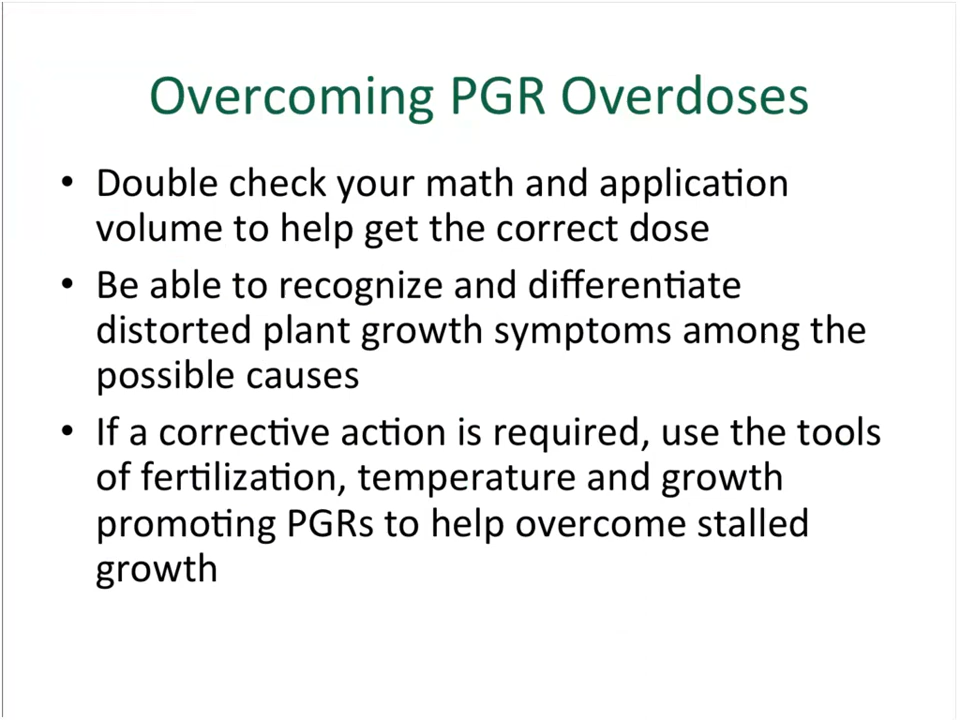 Overcoming PGR Overdoses
• Double check your math and application
volume to help get the correct dose
• Be able to recognize and differentiate
distorted plant growth symptoms among the
possible causes
• If a corrective action is required, use the tools
of fertilization, temperature and growth
promoting PGRs to help overcome stalled
growth